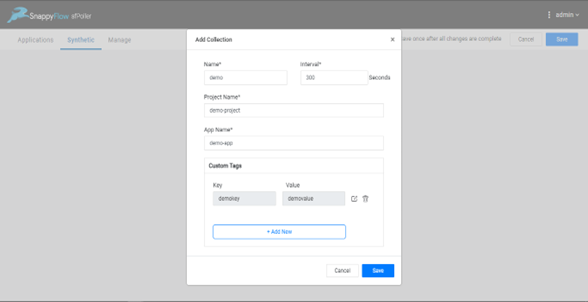 SnappyFlow sfPoller
admin
Applications Synthetic Manage
ave once after all changes are complete Cancel Save
Add Collection
Name* Interval*
demo 300 Seconds
Project Name*
demo-project
App Name*
demo-app
Custom Tags
Key Value
demokey demovalue
+ Add New
Cancel Save